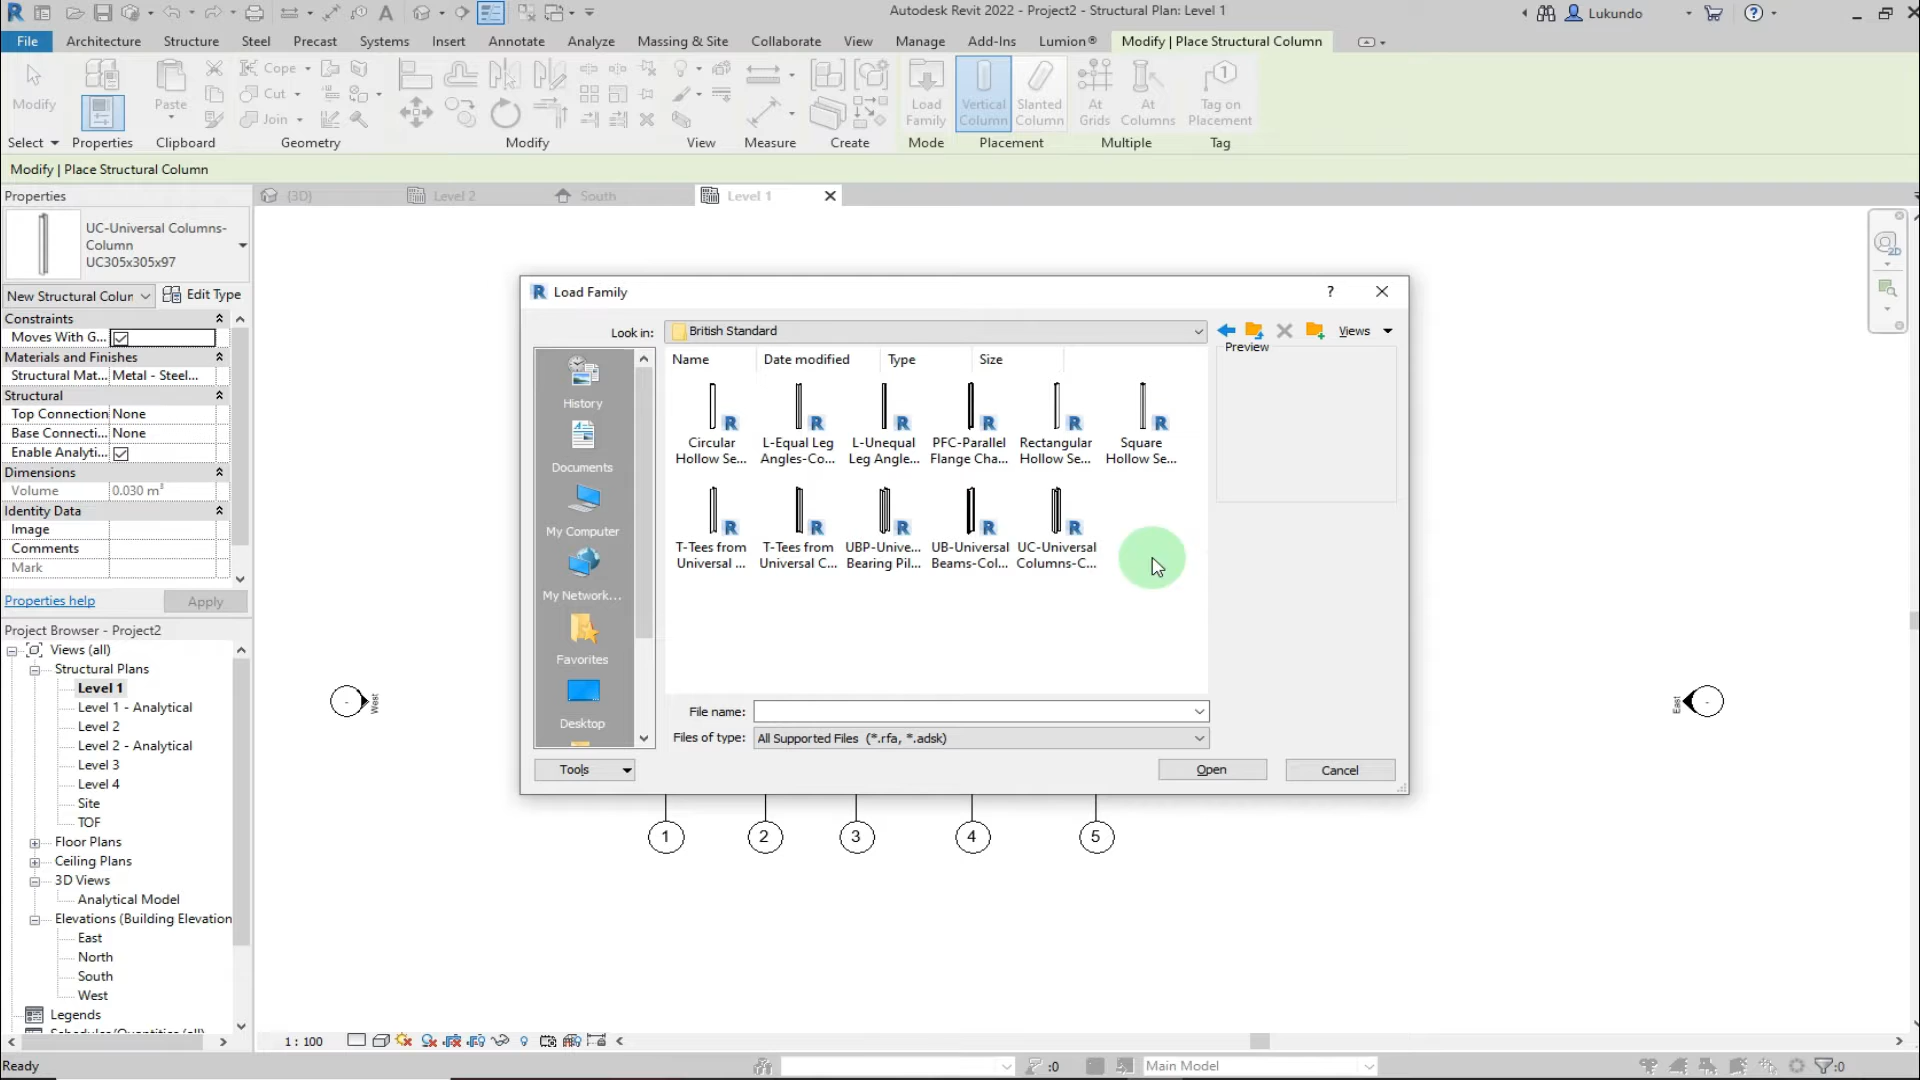 Autodesk Revit 2022 - Project2 - Structural Plan: Level 1
Lukundo
File
Architecture
Structure
Steel
Precast
Systems
Insert
Annotate
Analyze
Massing & Site
Collaborate
View
Manage
Add-Ins
Lumion®
Modify | Place Structural Column
Modify
Paste
Cope
Cut
Join
Load Family
Vertical Column
Slanted Column
At Grids
At Columns
Tag on Placement
Select
Properties
Clipboard
Geometry
Modify
View
Measure
Create
Mode
Placement
Multiple
Tag
Modify | Place Structural Column
Properties
{3D}
Level 2
South
Level 1
UC-Universal Columns-
Column
UC305x305x97
New Structural Colur
Edit Type
Constraints
Moves With G...
Materials and Finishes
Structural Mat... Metal - Steel...
Structural
Top Connection None
Base Connecti... None
Enable Analyti...
Dimensions
Volume 0.030 m³
Identity Data
Image
Comments
Mark
Properties help
Apply
Project Browser - Project2
Views (all)
Structural Plans
Level 1
Level 1 - Analytical
Level 2
Level 2 - Analytical
Level 3
Level 4
Site
TOF
Floor Plans
Ceiling Plans
3D Views
Analytical Model
Elevations (Building Elevation
East
North
South
West
Legends
Load Family
Look in: British Standard
Views
Preview
Name Date modified Type Size
History
Documents
My Computer
My Network...
Favorites
Desktop
Circular
Hollow Se...
L-Equal Leg
Angles-Co...
L-Unequal
Leg Angle...
PFC-Parallel
Flange Cha...
Rectangular
Hollow Se...
Square
Hollow Se...
T-Tees from
Universal ...
T-Tees from
Universal C...
UBP-Unive...
Bearing Pil...
UB-Universal
Beams-Col...
UC-Universal
Columns-C...
File name:
Files of type: All Supported Files (*.rfa, *.adsk)
Tools
Open
Cancel
West
East
1 2 3 4 5
1 : 100
Ready
:0
Main Model
:0